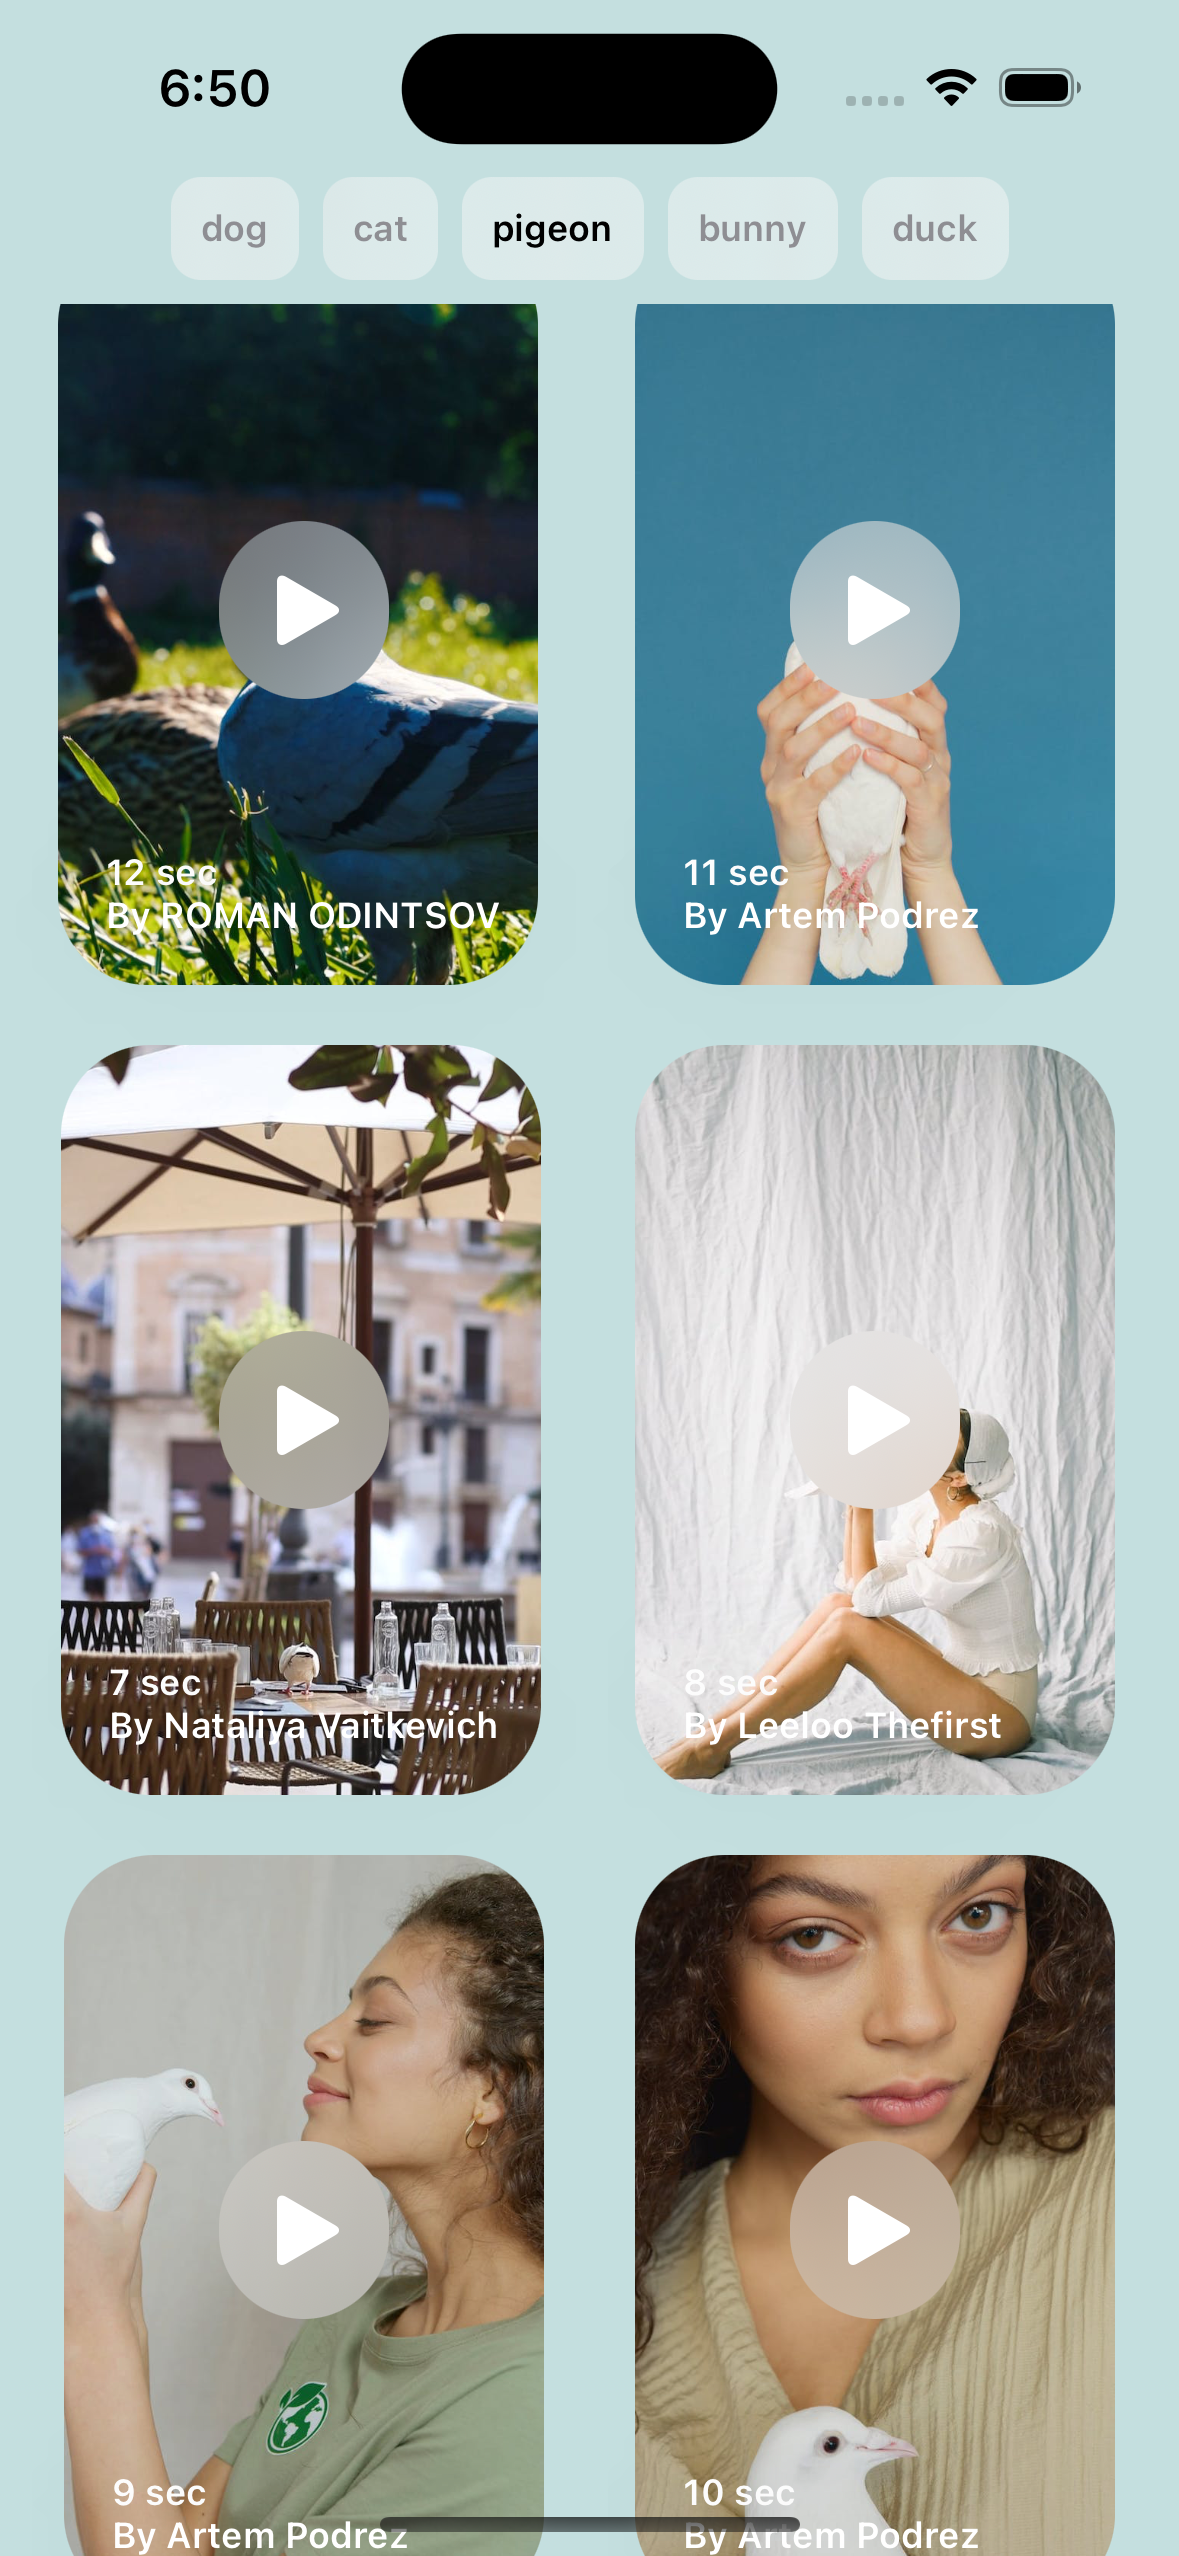 6:50
dog cat pigeon bunny duck
12 sec
By ROMAN ODINTSOV
11 sec
By Artem Podrez
7 sec
By Nataliya Vaitkevich
8 sec
By Leeloo Thefirst
9 sec
By Artem Podrez
10 sec
By Artem Podrez